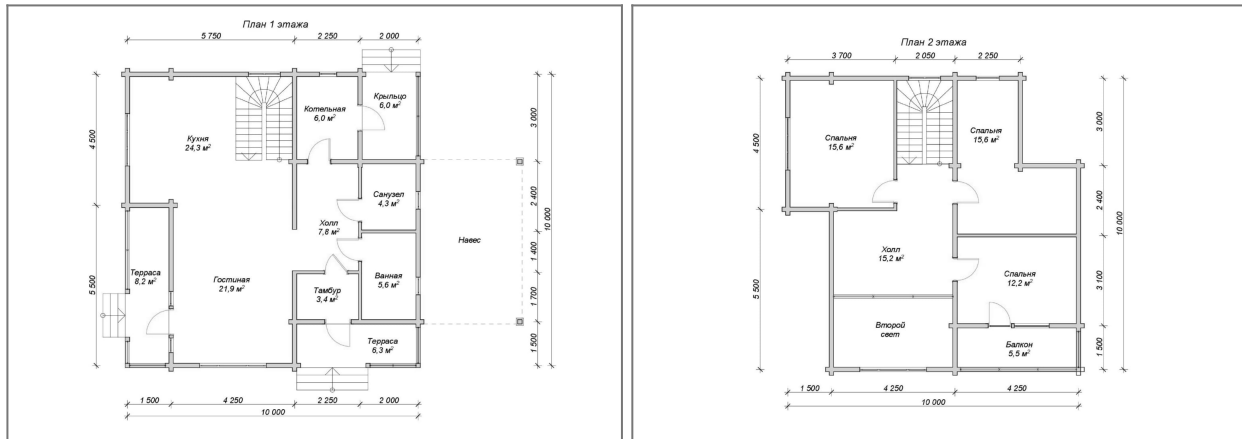 План 1 этажа
5 750
2 250
2 000
4 500
5 500
Кухня
24,3 м²
Котельная
6,0 м²
Крыльцо
6,0 м²
Санузел
4,3 м²
Холл
7,8 м²
Навес
Терраса
8,2 м²
Гостиная
21,9 м²
Тамбур
3,4 м²
Ванная
5,6 м²
Терраса
6,3 м²
3 000
2 400
1 400
1 700
1 500
10 000
1 500
4 250
2 250
2 000
10 000
План 2 этажа
3 700
2 050
2 250
4 500
5 500
Спальня
15,6 м²
Спальня
15,6 м²
Холл
15,2 м²
Спальня
12,2 м²
Второй
свет
Балкон
5,5 м²
3 000
2 400
3 100
1 500
10 000
1 500
4 250
4 250
10 000